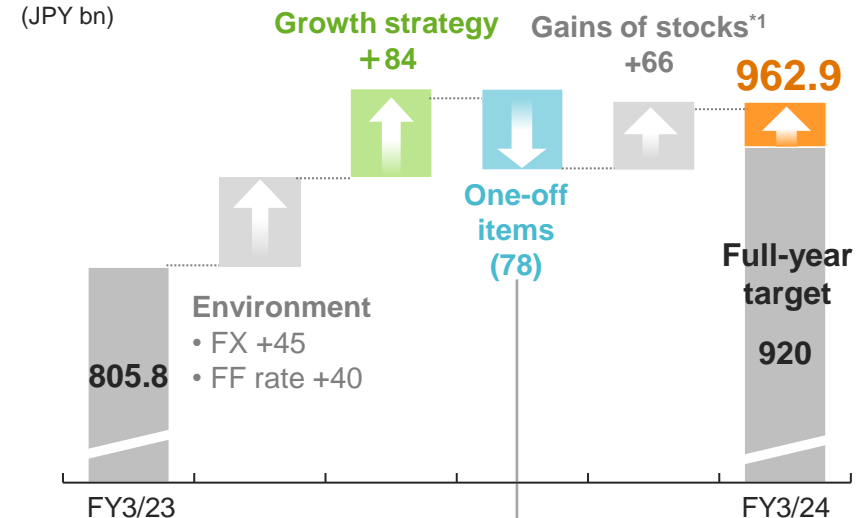 (JPY bn)
Growth strategy
+84
Gains of stocks*1
+66
962.9
One-off
items
(78)
Environment
• FX +45
• FF rate +40
805.8
Full-year
target
920
FY3/23
FY3/24